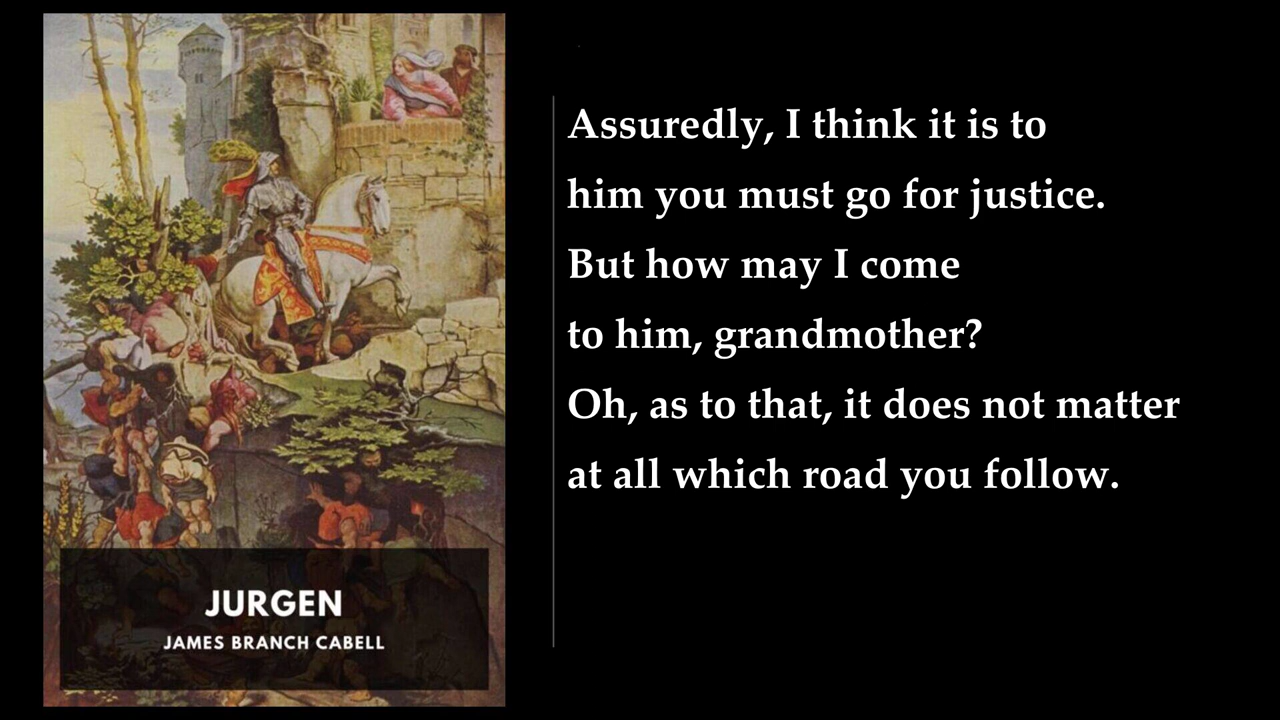 JURGEN
JAMES BRANCH CABELL
Assuredly, I think it is to
him you must go for justice.
But how may I come
to him, grandmother?
Oh, as to that, it does not matter
at all which road you follow.